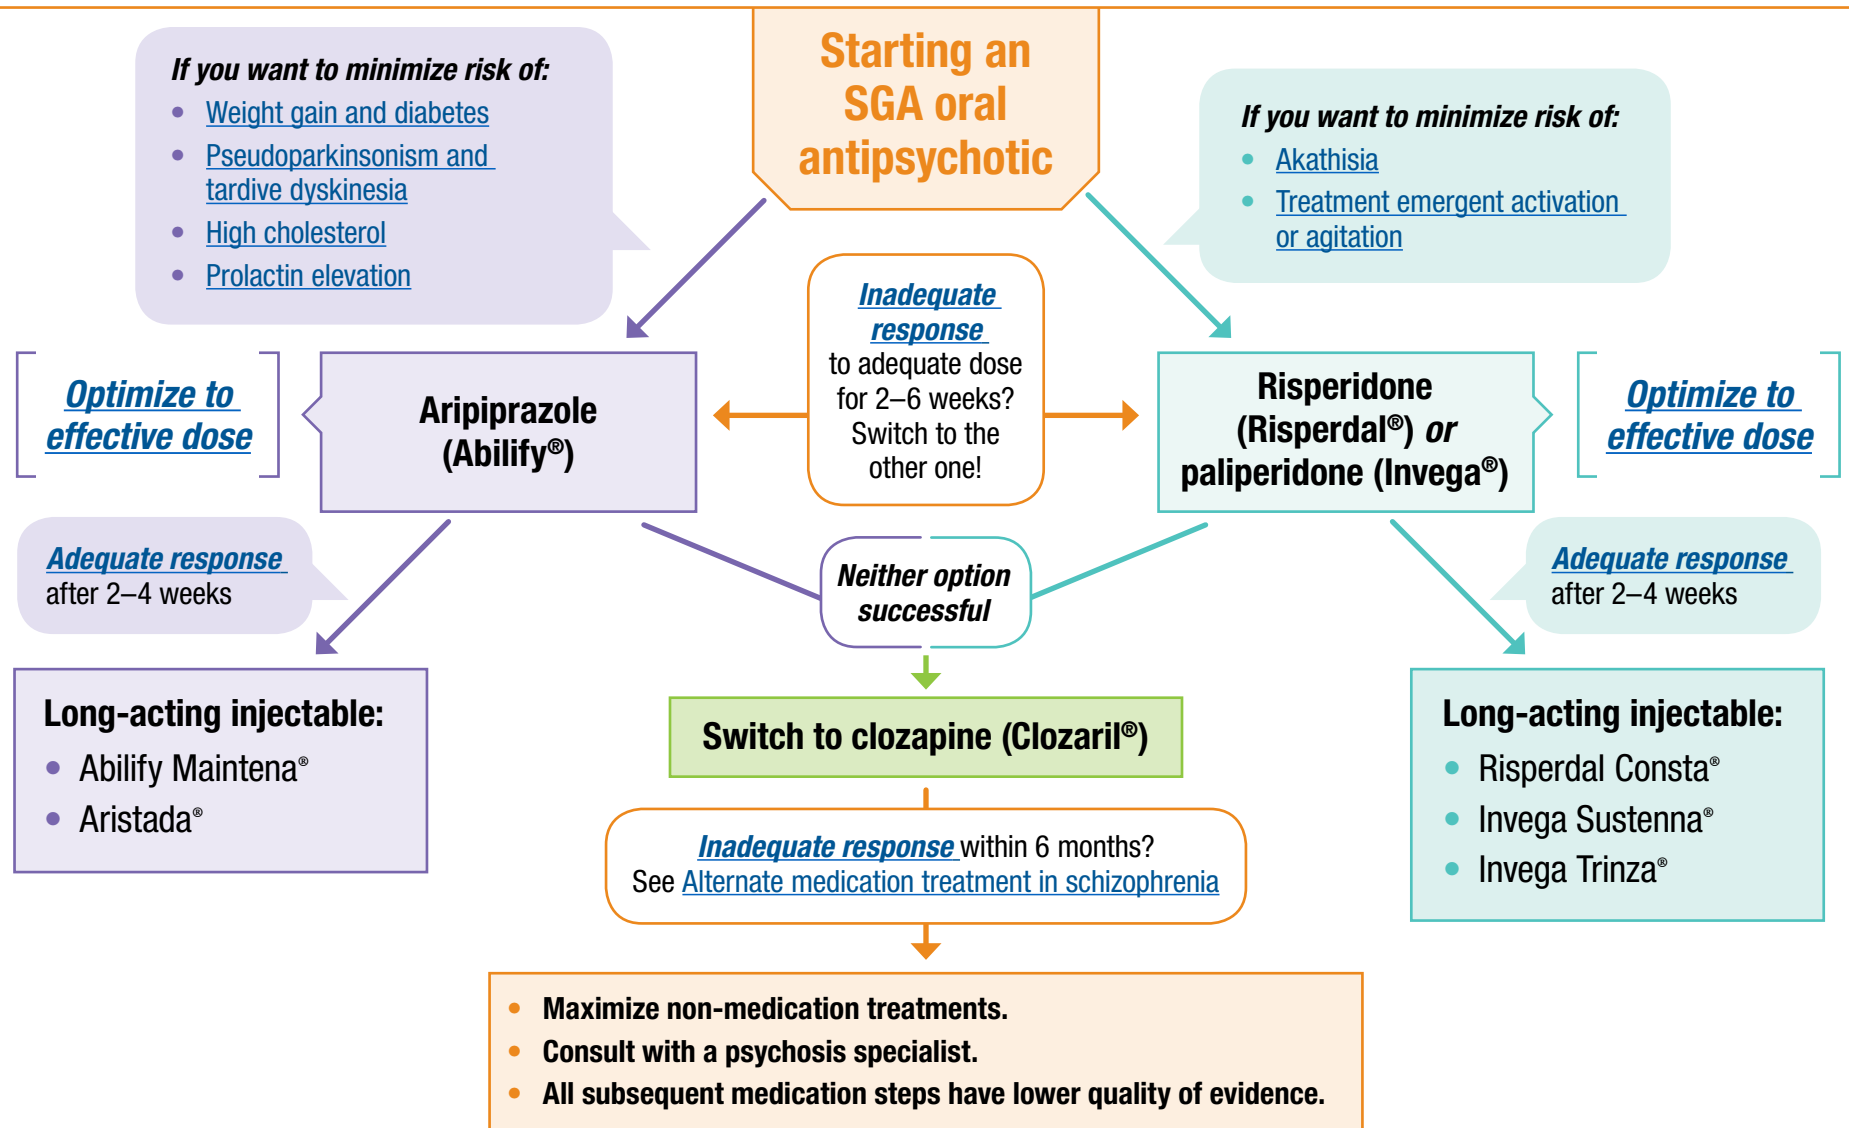 Starting an
SGA oral
antipsychotic
If you want to minimize risk of:
• Weight gain and diabetes
• Pseudoparkinsonism and
tardive dyskinesia
• High cholesterol
• Prolactin elevation
If you want to minimize risk of:
• Akathisia
• Treatment emergent activation
or agitation
Inadequate
response
to adequate dose
for 2–6 weeks?
Switch to the
other one!
Optimize to
effective dose
Aripiprazole
(Abilify®)
Risperidone
(Risperdal®) or
paliperidone (Invega®)
Optimize to
effective dose
Adequate response
after 2–4 weeks
Neither option
successful
Adequate response
after 2–4 weeks
Long-acting injectable:
• Abilify Maintena®
• Aristada®
Switch to clozapine (Clozaril®)
Long-acting injectable:
• Risperdal Consta®
• Invega Sustenna®
• Invega Trinza®
Inadequate response within 6 months?
See Alternate medication treatment in schizophrenia
• Maximize non-medication treatments.
• Consult with a psychosis specialist.
• All subsequent medication steps have lower quality of evidence.